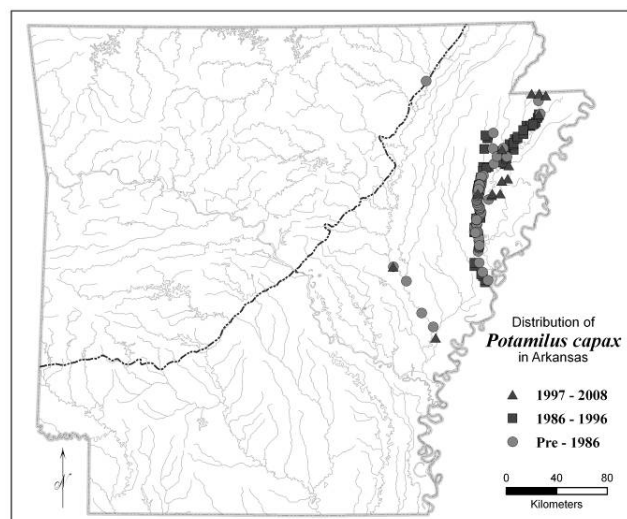 Distribution of
Potamilus capax
in Arkansas
1997 - 2008
1986 - 1996
Pre - 1986
0 40 80
Kilometers
N